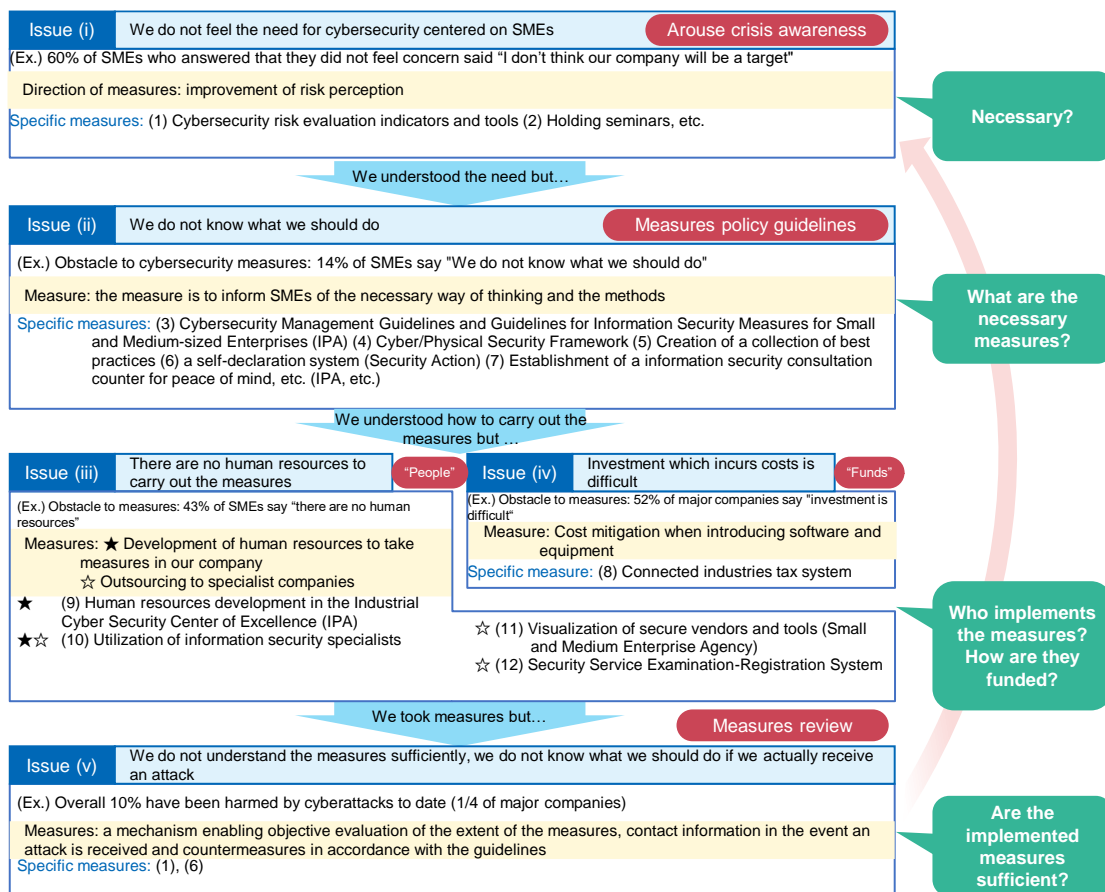 Issue (i)
We do not feel the need for cybersecurity centered on SMEs
Arouse crisis awareness
(Ex.) 60% of SMEs who answered that they did not feel concern said “I don’t think our company will be a target"
Direction of measures: improvement of risk perception
Specific measures: (1) Cybersecurity risk evaluation indicators and tools (2) Holding seminars, etc.
Necessary?
We understood the need but…
Issue (ii)
We do not know what we should do
Measures policy guidelines
(Ex.) Obstacle to cybersecurity measures: 14% of SMEs say "We do not know what we should do"
Measure: the measure is to inform SMEs of the necessary way of thinking and the methods
Specific measures: (3) Cybersecurity Management Guidelines and Guidelines for Information Security Measures for Small
and Medium-sized Enterprises (IPA) (4) Cyber/Physical Security Framework (5) Creation of a collection of best
practices (6) a self-declaration system (Security Action) (7) Establishment of a information security consultation
counter for peace of mind, etc. (IPA, etc.)
What are the
necessary
measures?
We understood how to carry out the
measures but …
Issue (iii)
There are no human resources to
carry out the measures
“People”
(Ex.) Obstacle to measures: 43% of SMEs say “there are no human
resources”
Measures: ★ Development of human resources to take
measures in our company
☆ Outsourcing to specialist companies
★ (9) Human resources development in the Industrial
Cyber Security Center of Excellence (IPA)
★☆ (10) Utilization of information security specialists
Issue (iv)
Investment which incurs costs is
difficult
“Funds”
(Ex.) Obstacle to measures: 52% of major companies say "investment is
difficult“
Measure: Cost mitigation when introducing software and
equipment
Specific measure: (8) Connected industries tax system
☆ (11) Visualization of secure vendors and tools (Small
and Medium Enterprise Agency)
☆ (12) Security Service Examination-Registration System
Who implements
the measures?
How are they
funded?
We took measures but…
Measures review
Issue (v)
We do not understand the measures sufficiently, we do not know what we should do if we actually receive
an attack
(Ex.) Overall 10% have been harmed by cyberattacks to date (1/4 of major companies)
Measures: a mechanism enabling objective evaluation of the extent of the measures, contact information in the event an
attack is received and countermeasures in accordance with the guidelines
Specific measures: (1), (6)
Are the
implemented
measures
sufficient?